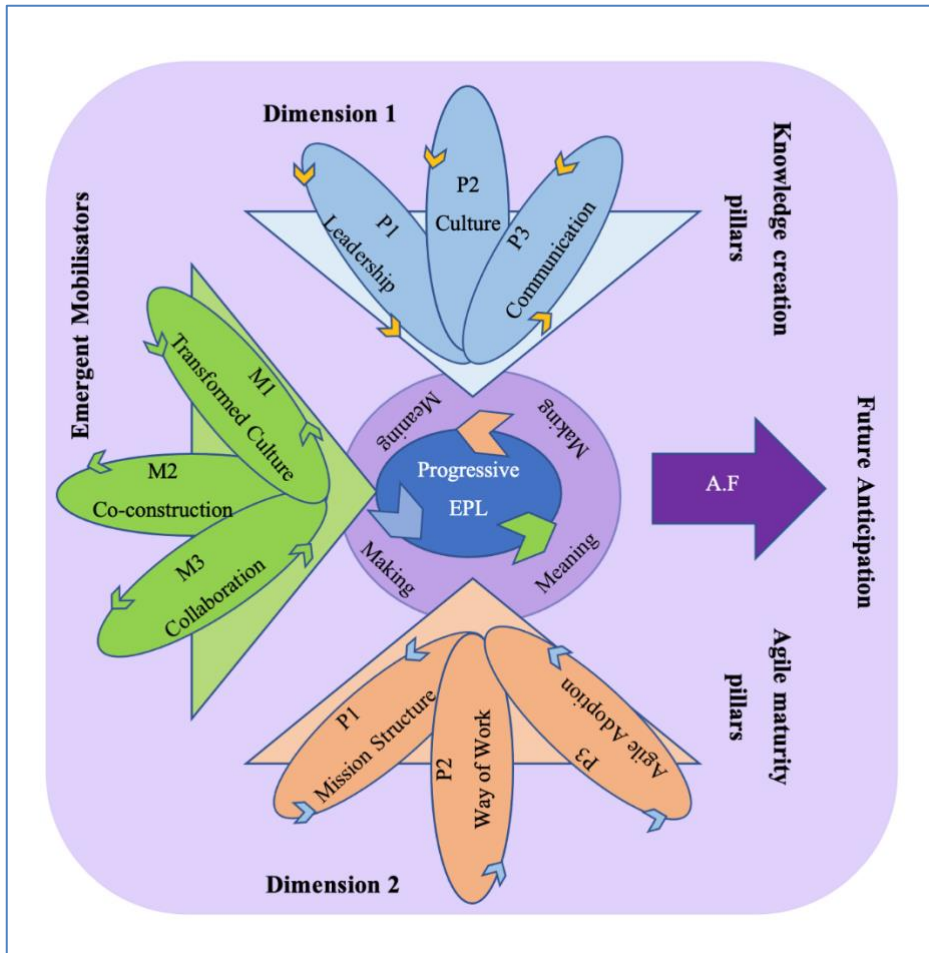 Dimension 1
Knowledge creation
pillars
P1
Leadership
P2
Culture
P3
Communication
Emergent Mobilisators
M1
Transformed Culture
M2
Co-construction
M3
Collaboration
Meaning
Making
Progressive
EPL
Making
Meaning
A.F
Future Anticipation
P1
Mission Structure
P2
Way of Work
P3
Agile Adoption
Agile maturity
pillars
Dimension 2